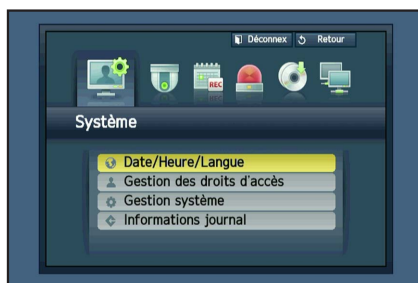 Déconnex Retour
REC
Système
Date/Heure/Langue
Gestion des droits d'accès
Gestion système
Informations journal